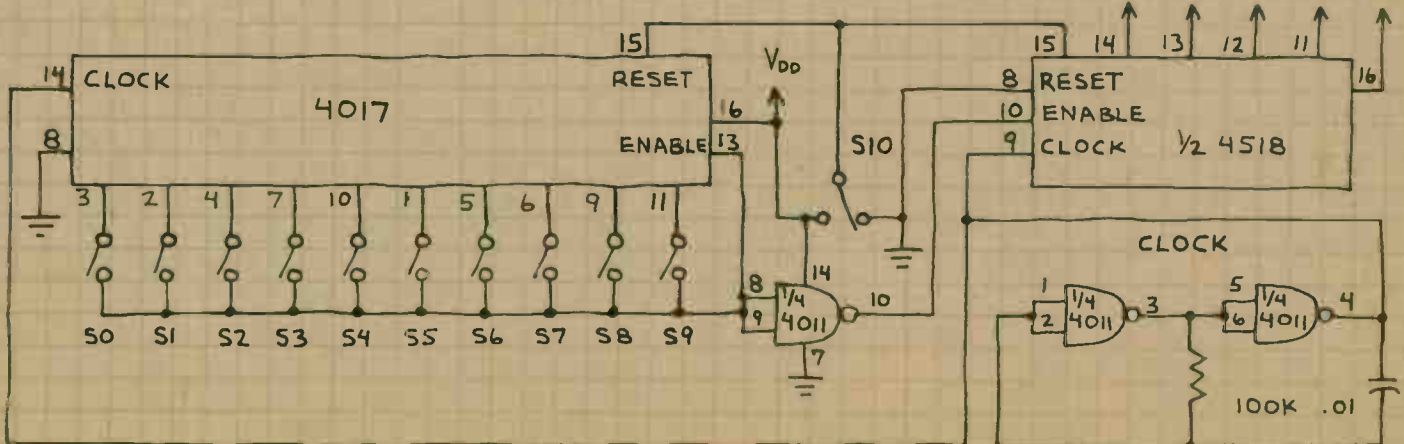 15 14 13 12 11
15 VDD 16
14 CLOCK RESET 8 RESET
4017 16 10 ENABLE
8 ENABLE 13 S10 9 CLOCK ½ 4518
3 2 4 7 10 1 5 6 9 11
CLOCK
14
8 1/4 10 1 1/4 3 5 1/4 4
9 4011 2 4011 6 4011
S0 S1 S2 S3 S4 S5 S6 S7 S8 S9
7
100K .01